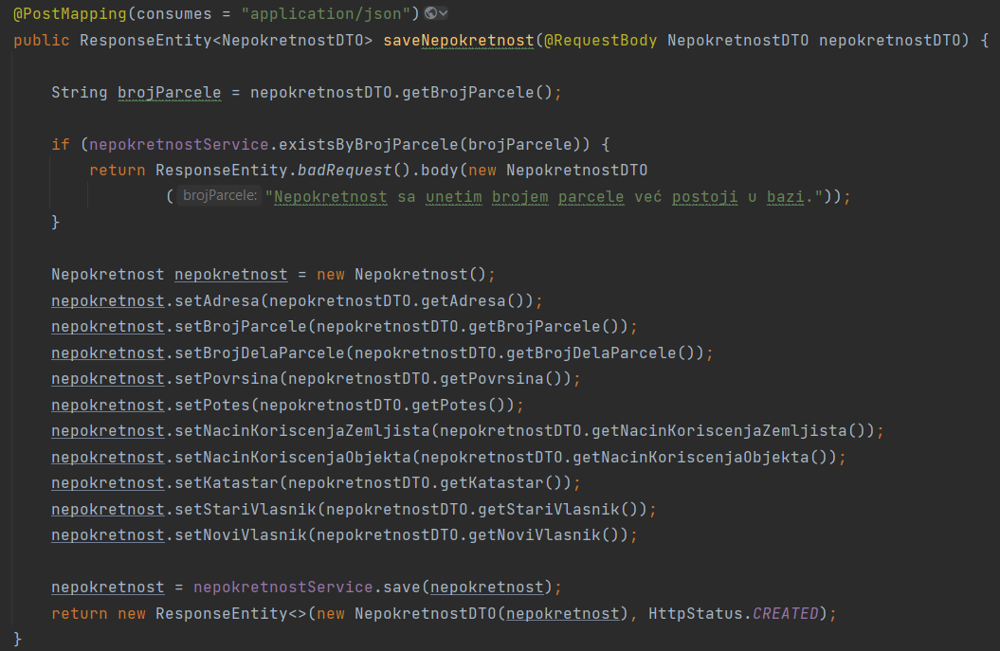 @PostMapping(consumes = "application/json")
public ResponseEntity<NepokretnostDTO> saveNepokretnost(@RequestBody NepokretnostDTO nepokretnostDTO) {
String brojParcele = nepokretnostDTO.getBrojParcele();
if (nepokretnostService.existsByBrojParcele(brojParcele)) {
return ResponseEntity.badRequest().body(new NepokretnostDTO
( brojParcele: "Nepokretnost sa unetim brojem parcele već postoji u bazi."));
}
Nepokretnost nepokretnost = new Nepokretnost();
nepokretnost.setAdresa(nepokretnostDTO.getAdresa());
nepokretnost.setBrojParcele(nepokretnostDTO.getBrojParcele());
nepokretnost.setBrojDelaParcele(nepokretnostDTO.getBrojDelaParcele());
nepokretnost.setPovrsina(nepokretnostDTO.getPovrsina());
nepokretnost.setPotes(nepokretnostDTO.getPotes());
nepokretnost.setNacinKoriscenjaZemljista(nepokretnostDTO.getNacinKoriscenjaZemljista());
nepokretnost.setNacinKoriscenjaObjekta(nepokretnostDTO.getNacinKoriscenjaObjekta());
nepokretnost.setKatastar(nepokretnostDTO.getKatastar());
nepokretnost.setStariVlasnik(nepokretnostDTO.getStariVlasnik());
nepokretnost.setNoviVlasnik(nepokretnostDTO.getNoviVlasnik());
nepokretnost = nepokretnostService.save(nepokretnost);
return new ResponseEntity<>(new NepokretnostDTO(nepokretnost), HttpStatus.CREATED);
}